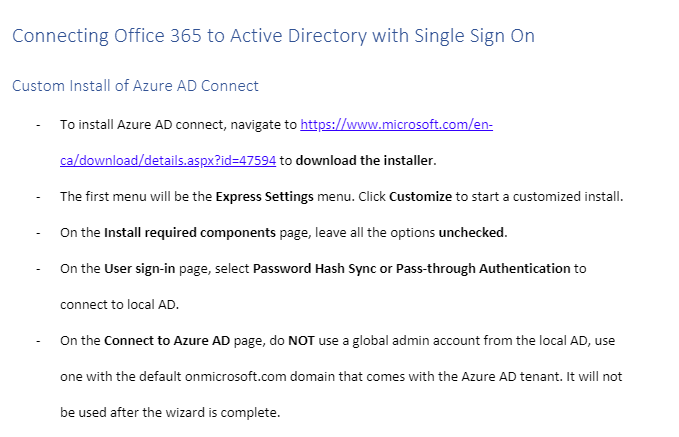 Connecting Office 365 to Active Directory with Single Sign On
Custom Install of Azure AD Connect
- To install Azure AD connect, navigate to https://www.microsoft.com/en-
ca/download/details.aspx?id=47594 to download the installer.
- The first menu will be the Express Settings menu. Click Customize to start a customized install.
- On the Install required components page, leave all the options unchecked.
- On the User sign-in page, select Password Hash Sync or Pass-through Authentication to
connect to local AD.
- On the Connect to Azure AD page, do NOT use a global admin account from the local AD, use
one with the default onmicrosoft.com domain that comes with the Azure AD tenant. It will not
be used after the wizard is complete.